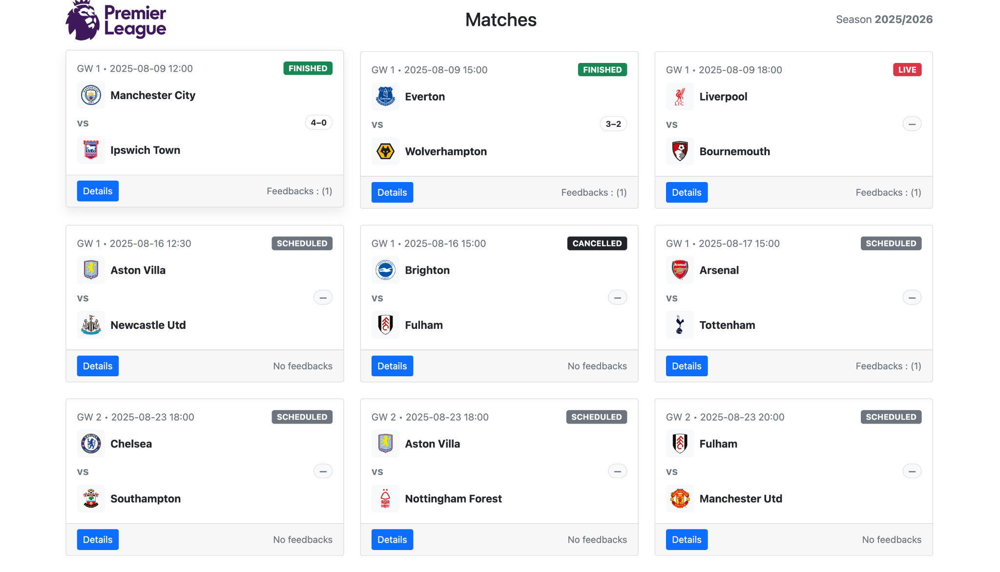 Premier
League
Matches
Season 2025/2026
GW 1 • 2025-08-09 12:00
FINISHED
Manchester City
vs
4–0
Ipswich Town
Details
Feedbacks : (1)
GW 1 • 2025-08-09 15:00
FINISHED
Everton
vs
3–2
Wolverhampton
Details
Feedbacks : (1)
GW 1 • 2025-08-09 18:00
LIVE
L.F.C.
Liverpool
vs
—
Bournemouth
Details
Feedbacks : (1)
GW 1 • 2025-08-16 12:30
SCHEDULED
Aston Villa
vs
—
Newcastle Utd
Details
No feedbacks
GW 1 • 2025-08-16 15:00
CANCELLED
Brighton
vs
—
Fulham
Details
No feedbacks
GW 1 • 2025-08-17 15:00
SCHEDULED
Arsenal
Arsenal
vs
—
Tottenham
Details
Feedbacks : (1)
GW 2 • 2025-08-23 18:00
SCHEDULED
Chelsea
vs
—
Southampton
Details
No feedbacks
GW 2 • 2025-08-23 18:00
SCHEDULED
Aston Villa
vs
—
FOREST
Nottingham Forest
Details
No feedbacks
GW 2 • 2025-08-23 20:00
SCHEDULED
Fulham
vs
—
Manchester Utd
Details
No feedbacks